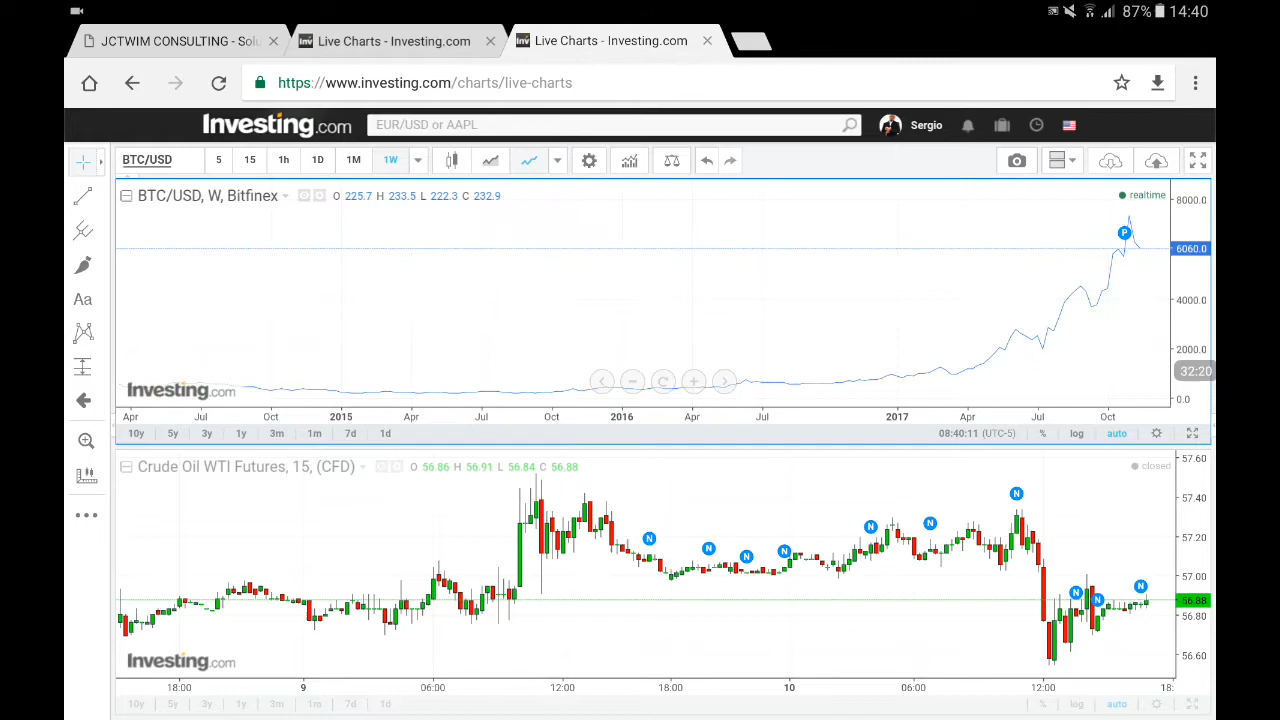 87% 14:40
JCTWIM CONSULTING - Solu
Live Charts - Investing.com
Live Charts - Investing.com
https://www.investing.com/charts/live-charts
Investing.com
EUR/USD or AAPL
Sergio
BTC/USD 5 15 1h 1D 1M 1W
BTC/USD, W, Bitfinex O 225.7 H 233.5 L 222.3 C 232.9
realtime
8000.0
P
6060.0
4000.0
2000.0
32:20
Investing.com
0.0
Apr Jul Oct 2015 Apr Jul Oct 2016 Apr Jul 2017 Apr Jul Oct
10y 5y 3y 1y 3m 1m 7d 1d 08:40:11 (UTC-5) % log auto
Aa
Crude Oil WTI Futures, 15, (CFD) O 56.86 H 56.91 L 56.84 C 56.88
closed
57.60
57.40
57.20
57.00
56.88
56.80
56.60
N N N N N N N N N N
Investing.com
18:00 9 06:00 12:00 18:00 10 06:00 12:00 18:
10y 5y 3y 1y 3m 1m 7d 1d % log auto